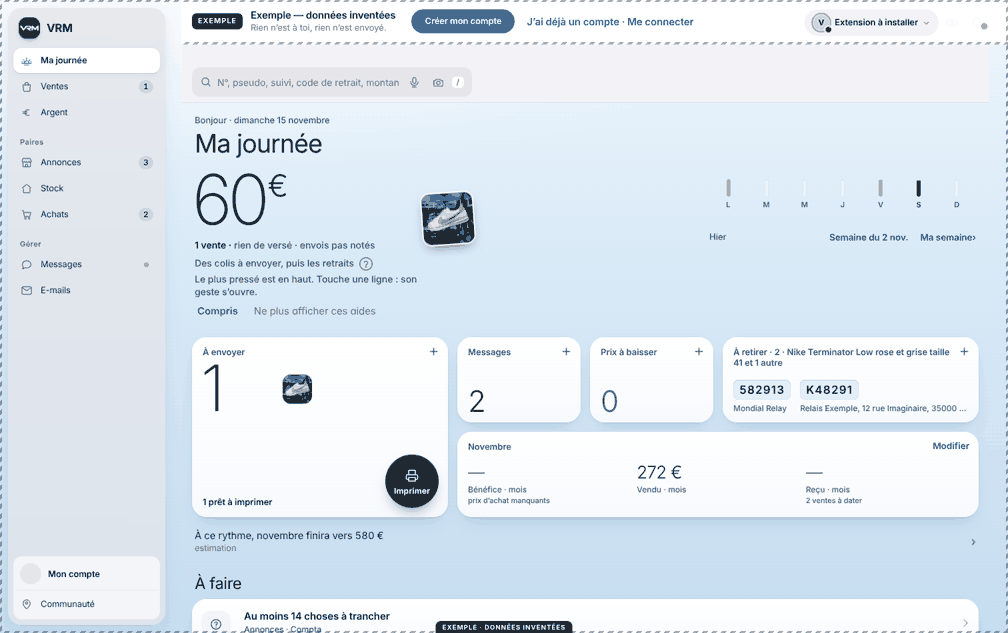 VRM
VRM
Ma journée
Ventes
1
Argent
Paires
Annonces
3
Stock
Achats
2
Gérer
Messages
E-mails
Mon compte
Communauté
EXEMPLE
Exemple — données inventées
Rien n'est à toi, rien n'est envoyé.
Créer mon compte
J'ai déjà un compte · Me connecter
V
Extension à installer
N°, pseudo, suivi, code de retrait, montan
/
Bonjour · dimanche 15 novembre
Ma journée
60€
1 vente · rien de versé · envois pas notés
Des colis à envoyer, puis les retraits ?
Le plus pressé est en haut. Touche une ligne : son
geste s'ouvre.
Compris
Ne plus afficher ces aides
L M M J V S D
Hier
Semaine du 2 nov.
Ma semaine›
À envoyer
+
1
1 prêt à imprimer
Imprimer
Messages
+
2
Prix à baisser
+
0
À retirer · 2 · Nike Terminator Low rose et grise taille
41 et 1 autre
+
582913
K48291
Mondial Relay
Relais Exemple, 12 rue Imaginaire, 35000 ...
Novembre
Modifier
—
Bénéfice · mois
prix d'achat manquants
272 €
Vendu · mois
—
Reçu · mois
2 ventes à dater
À ce rythme, novembre finira vers 580 €
estimation
À faire
?
Au moins 14 choses à trancher
Annonces · Compta
EXEMPLE · DONNÉES INVENTÉES